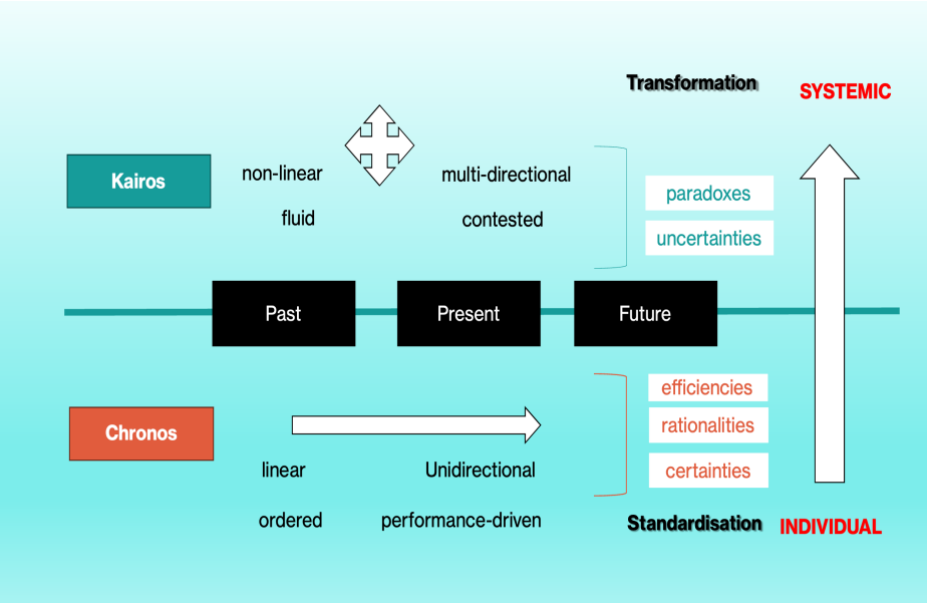 Transformation
SYSTEMIC
Kairos
non-linear
multi-directional
fluid
contested
paradoxes
uncertainties
Past
Present
Future
Chronos
linear
Unidirectional
ordered
performance-driven
efficiencies
rationalities
certainties
Standardisation
INDIVIDUAL